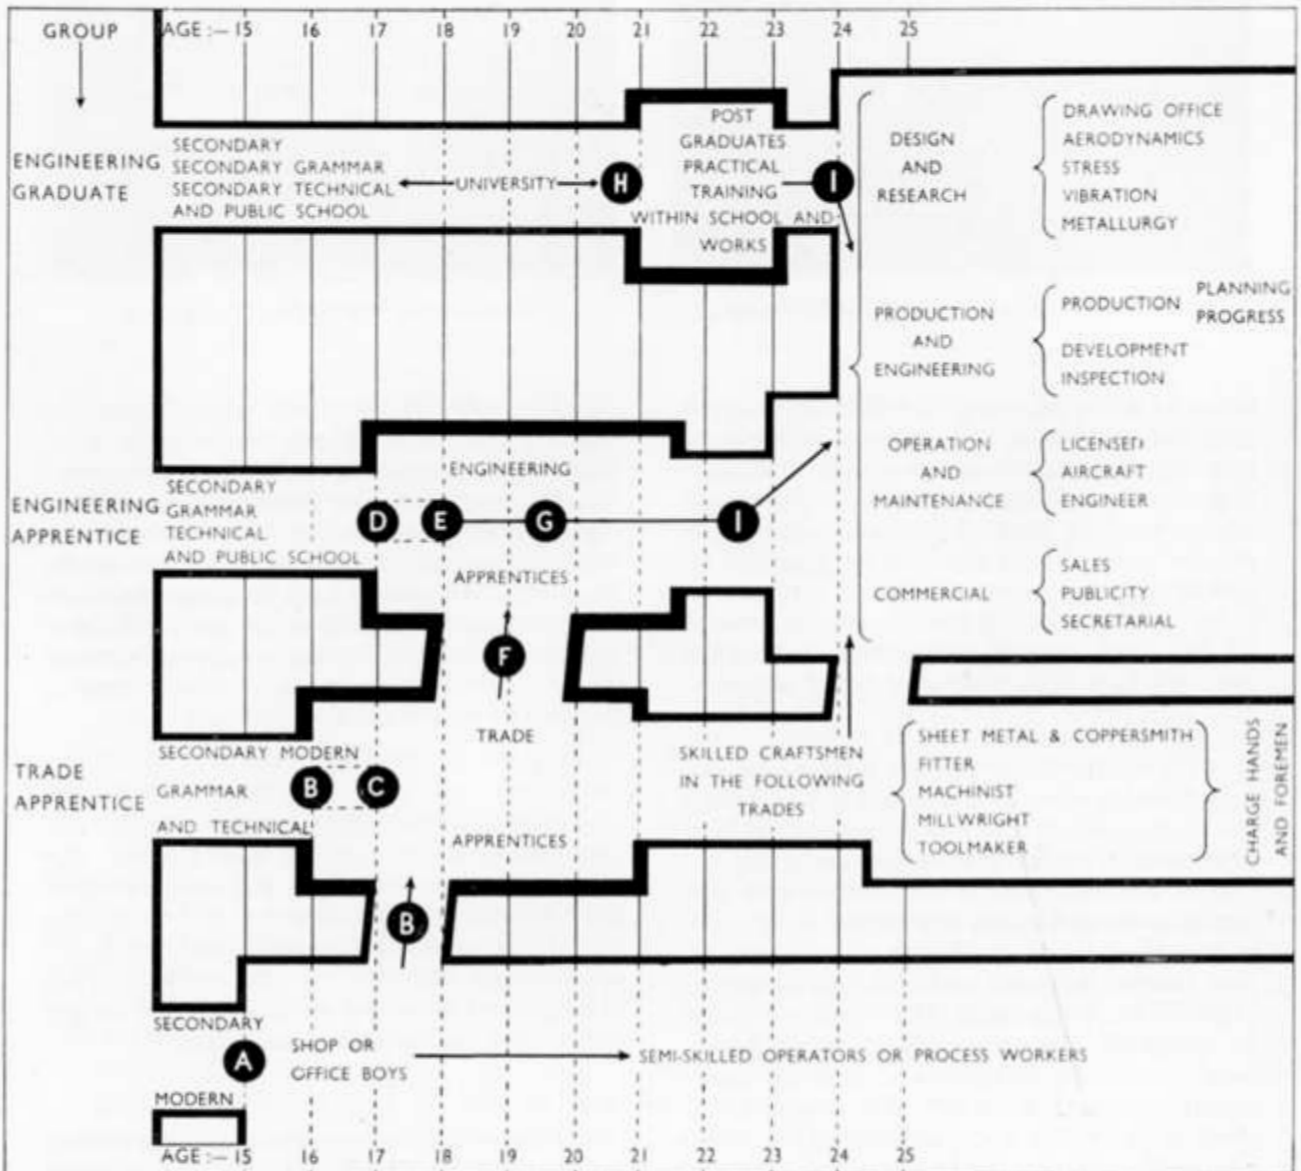 GROUP
AGE :— 15 16 17 18 19 20 21 22 23 24 25
ENGINEERING
GRADUATE
SECONDARY
SECONDARY GRAMMAR
SECONDARY TECHNICAL
AND PUBLIC SCHOOL
UNIVERSITY
H
POST
GRADUATES
PRACTICAL
TRAINING
WITHIN SCHOOL AND
WORKS
I
DESIGN
AND
RESEARCH
DRAWING OFFICE
AERODYNAMICS
STRESS
VIBRATION
METALLURGY
PRODUCTION
AND
ENGINEERING
PRODUCTION
PLANNING
PROGRESS
DEVELOPMENT
INSPECTION
OPERATION
AND
MAINTENANCE
LICENSED
AIRCRAFT
ENGINEER
COMMERCIAL
SALES
PUBLICITY
SECRETARIAL
ENGINEERING
APPRENTICE
SECONDARY
GRAMMAR
TECHNICAL
AND PUBLIC SCHOOL
ENGINEERING
D E G I
APPRENTICES
F
TRADE
APPRENTICE
SECONDARY MODERN
GRAMMAR
AND TECHNICAL
B C
TRADE
APPRENTICES
SKILLED CRAFTSMEN
IN THE FOLLOWING
TRADES
SHEET METAL & COPPERSMITH
FITTER
MACHINIST
MILLWRIGHT
TOOLMAKER
CHARGE HANDS
AND FOREMEN
B
SECONDARY
MODERN
A
SHOP OR
OFFICE BOYS
SEMI-SKILLED OPERATORS OR PROCESS WORKERS
AGE :— 15 16 17 18 19 20 21 22 23 24 25